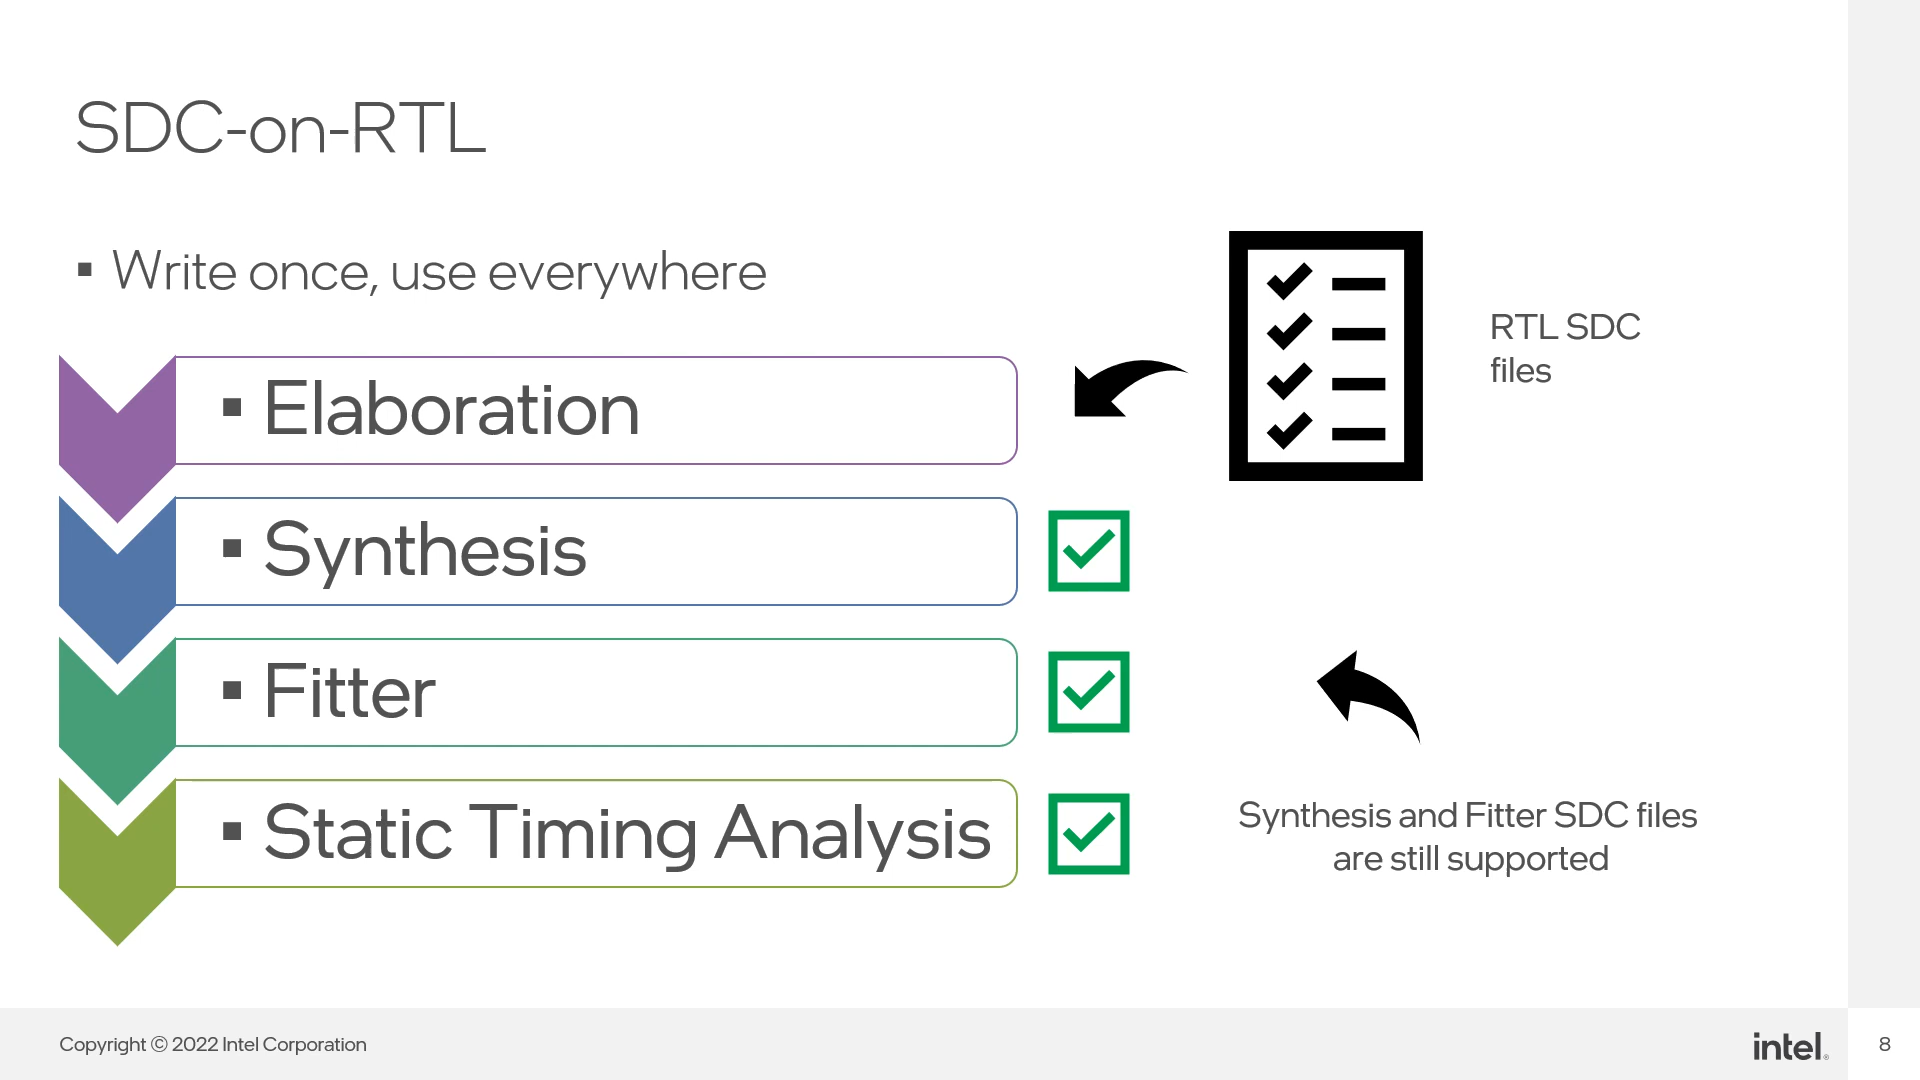 SDC-on-RTL
▪ Write once, use everywhere
▪ Elaboration
RTL SDC
files
▪ Synthesis
▪ Fitter
▪ Static Timing Analysis
Synthesis and Fitter SDC files
are still supported
Copyright © 2022 Intel Corporation
intel®
8